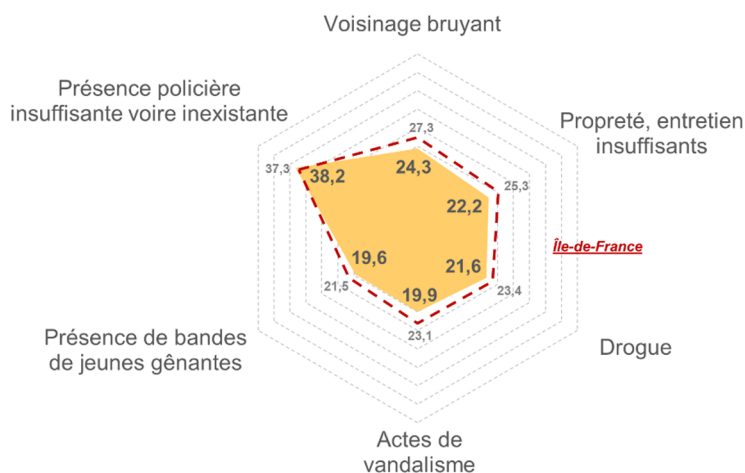 Voisinage bruyant
Présence policière
insuffisante voire inexistante
Propreté, entretien
insuffisants
27,3
24,3
37,3
38,2
25,3
22,2
Île-de-France
19,6
21,6
21,5
19,9
23,4
23,1
Présence de bandes
de jeunes gênantes
Drogue
Actes de
vandalisme